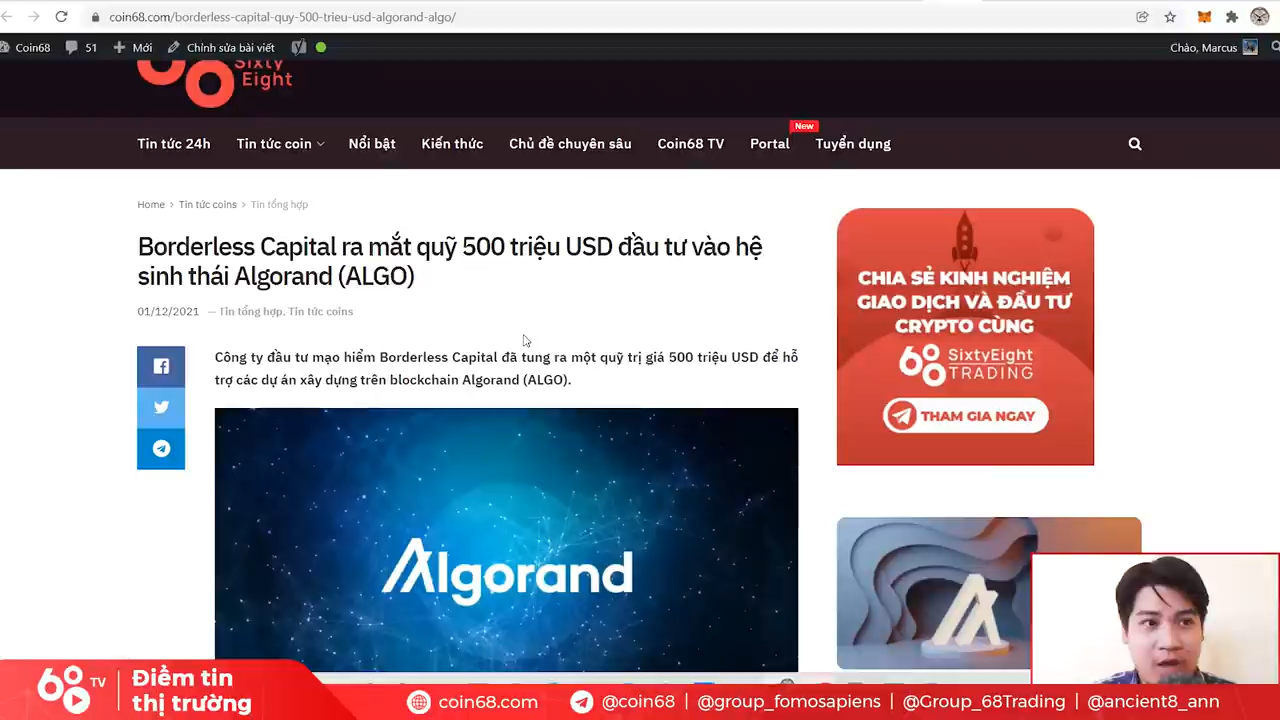 coin68.com/borderless-capital-quy-500-trieu-usd-algorand-algo/
Coin68 51 Mới Chỉnh sửa bài viết
Chào, Marcus
Sixty
Eight
New
Tin tức 24h Tin tức coin Nổi bật Kiến thức Chủ đề chuyên sâu Coin68 TV Portal Tuyển dụng
Home > Tin tức coins > Tin tổng hợp
Borderless Capital ra mắt quỹ 500 triệu USD đầu tư vào hệ
sinh thái Algorand (ALGO)
01/12/2021 — Tin tổng hợp, Tin tức coins
Công ty đầu tư mạo hiểm Borderless Capital đã tung ra một quỹ trị giá 500 triệu USD để hỗ
trợ các dự án xây dựng trên blockchain Algorand (ALGO).
Algorand
CHIA SẺ KINH NGHIỆM
GIAO DỊCH VÀ ĐẦU TƯ
CRYPTO CÙNG
68 SixtyEight
TRADING
THAM GIA NGAY
68 TV
Điểm tin
thị trường
coin68.com @coin68 | @group_fomosapiens | @Group_68Trading | @ancient8_ann